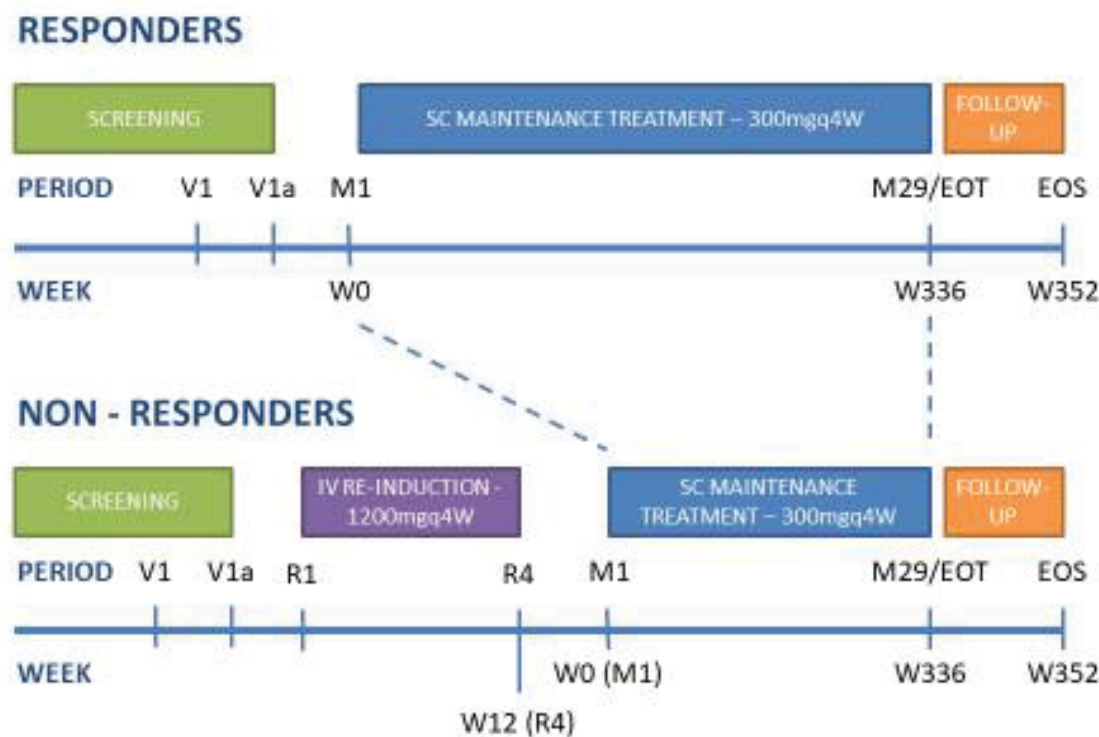 RESPONDERS
SCREENING
SC MAINTENANCE TREATMENT – 300mgq4W
FOLLOW-
UP
PERIOD V1 V1a M1 M29/EOT EOS
WEEK W0 W336 W352
NON - RESPONDERS
SCREENING
IV RE-INDUCTION -
1200mgq4W
SC MAINTENANCE
TREATMENT – 300mgq4W
FOLLOW-
UP
PERIOD V1 V1a R1 R4 M1 M29/EOT EOS
WEEK W0 (M1) W336 W352
W12 (R4)